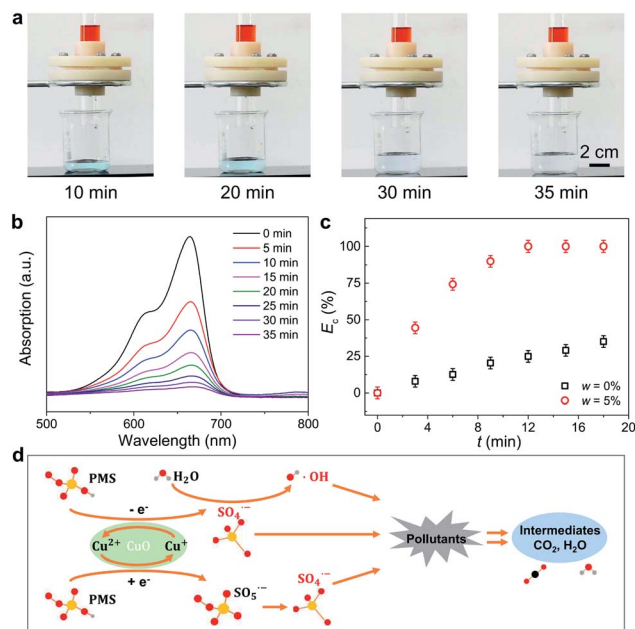 a
10 min
20 min
30 min
35 min
2 cm
b
Absorption (a.u.)
0 min
5 min
10 min
15 min
20 min
25 min
30 min
35 min
500
600
700
800
Wavelength (nm)
c
E꜀ (%)
100
75
50
25
0
w = 0%
w = 5%
0
4
8
12
16
20
t (min)
d
PMS
H₂O
· OH
- e⁻
SO₄˙⁻
Cu²⁺ CuO Cu⁺
+ e⁻
PMS
SO₅˙⁻
SO₄˙⁻
Pollutants
Intermediates
CO₂, H₂O